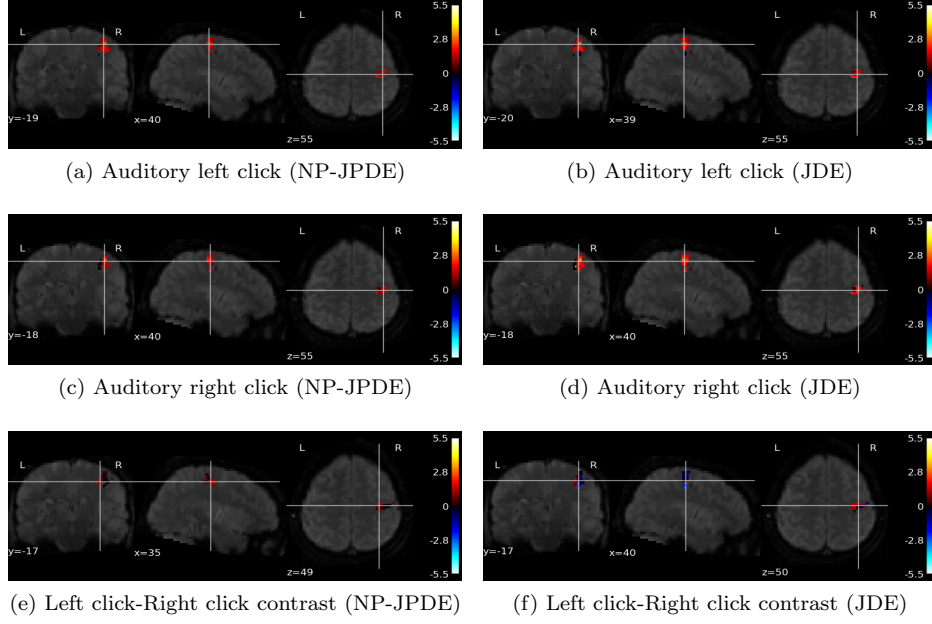 L R L R 5.5
2.8
0
-2.8
y=-19 x=40 z=55 -5.5
L R L R 5.5
2.8
0
-2.8
y=-20 x=39 z=55 -5.5
(a) Auditory left click (NP-JPDE)
(b) Auditory left click (JDE)
L R L R 5.5
2.8
0
-2.8
y=-18 x=40 z=55 -5.5
L R L R 5.5
2.8
0
-2.8
y=-18 x=40 z=55 -5.5
(c) Auditory right click (NP-JPDE)
(d) Auditory right click (JDE)
L R L R 5.5
2.8
0
-2.8
y=-17 x=35 z=49 -5.5
L R L R 5.5
2.8
0
-2.8
y=-17 x=40 z=50 -5.5
(e) Left click-Right click contrast (NP-JPDE)
(f) Left click-Right click contrast (JDE)